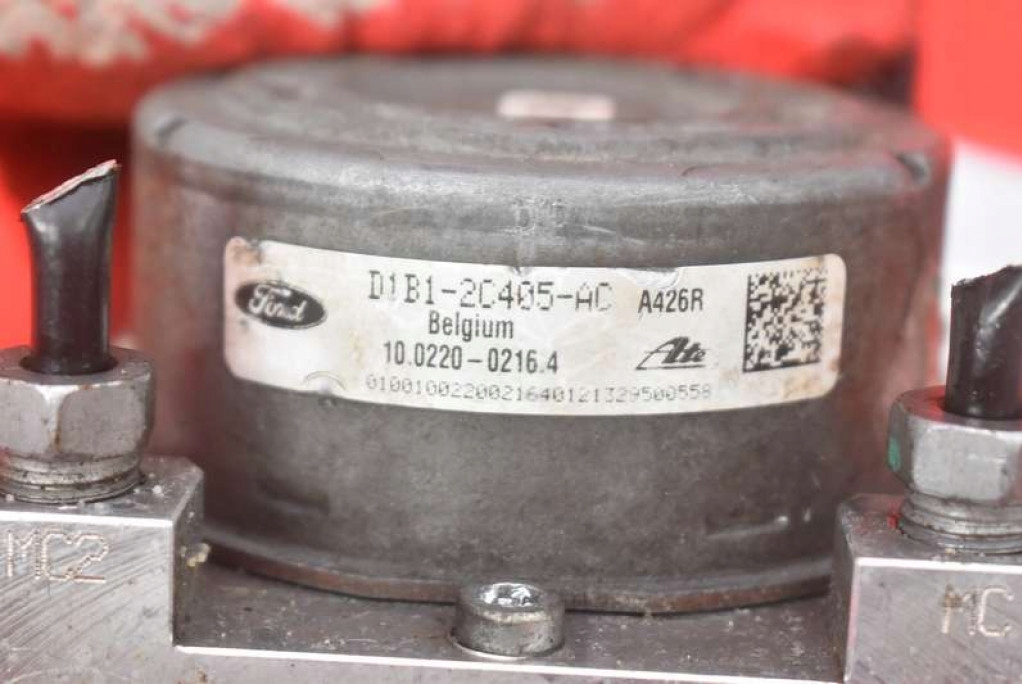 Ford
D1B1-2C405-AC A426R
Belgium
10.0220-0216.4
Ate
0100100220021640121329500558
MC2
MC